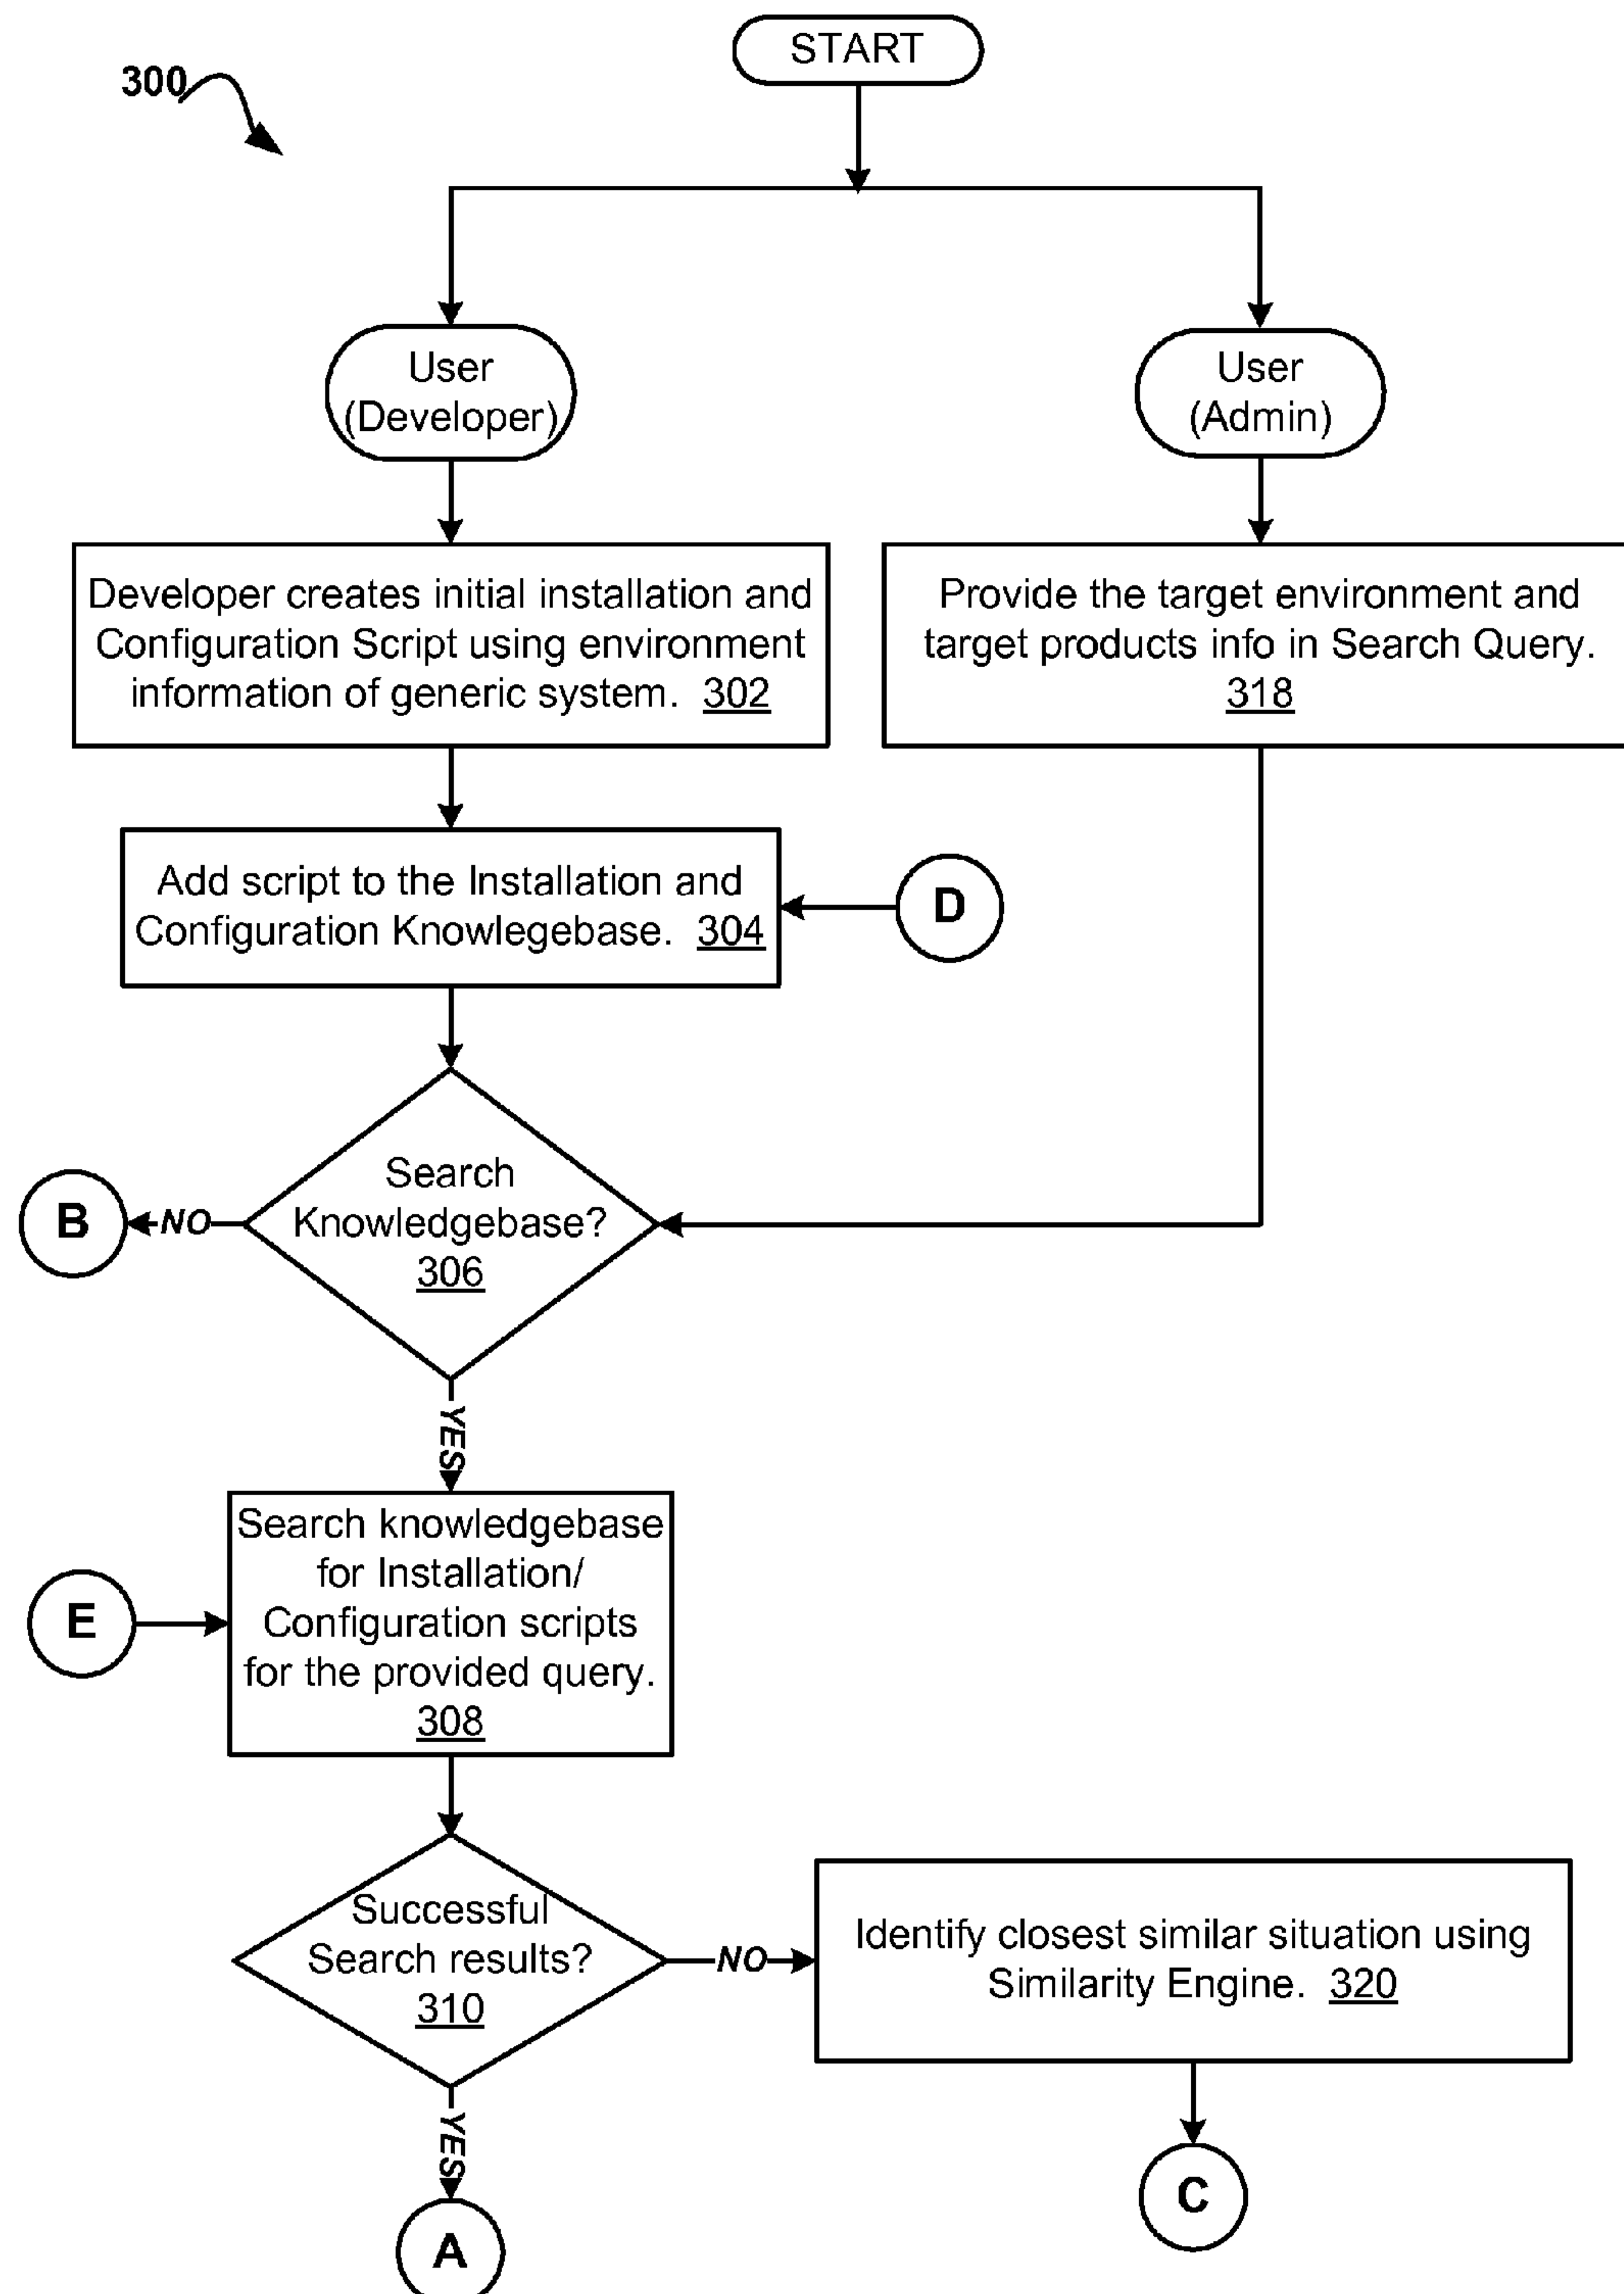 START
300
User
(Developer)
User
(Admin)
Developer creates initial installation and
Configuration Script using environment
information of generic system. 302
Provide the target environment and
target products info in Search Query.
318
Add script to the Installation and
Configuration Knowlegebase. 304
D
Search
Knowledgebase?
306
B
NO
YES
Search knowledgebase
for Installation/
Configuration scripts
for the provided query.
308
E
Successful
Search results?
310
NO
Identify closest similar situation using
Similarity Engine. 320
YES
A
C